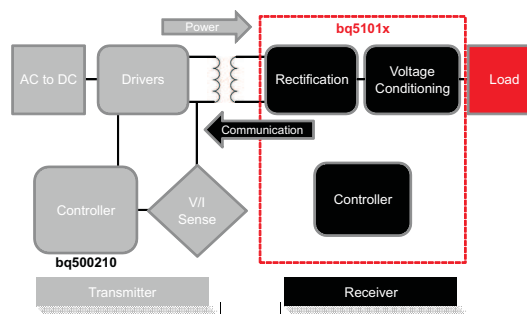 Power
bq5101x
AC to DC
Drivers
Rectification
Voltage
Conditioning
Load
Communication
Controller
V/I
Sense
Controller
bq500210
Transmitter
Receiver